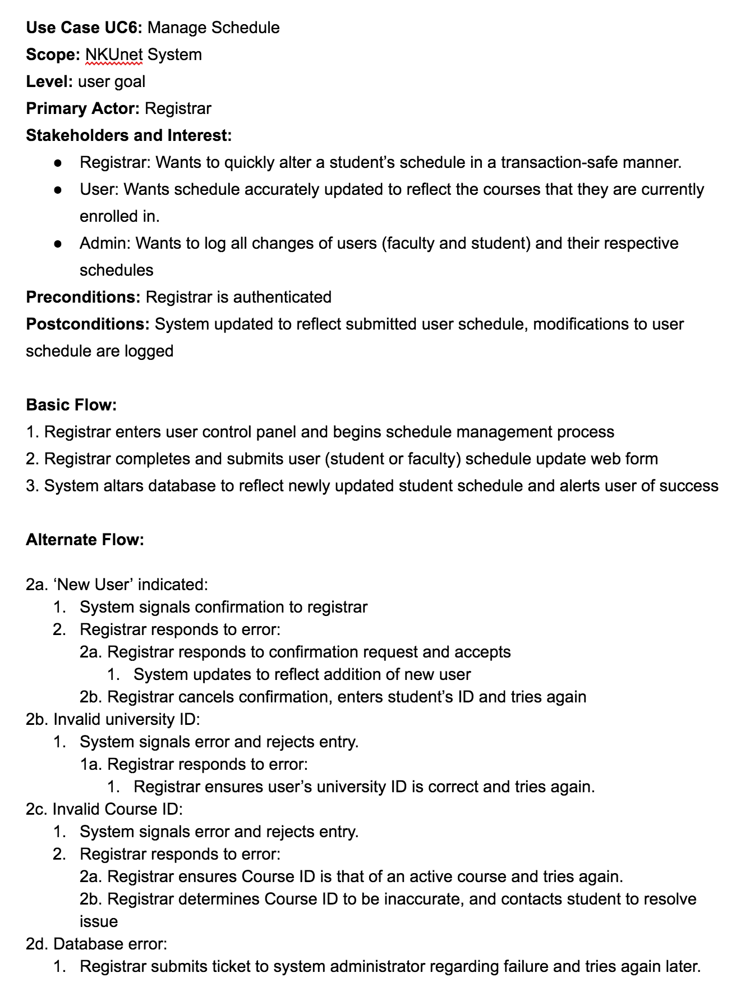 Use Case UC6: Manage Schedule
Scope: NKUnet System
Level: user goal
Primary Actor: Registrar
Stakeholders and Interest:
● Registrar: Wants to quickly alter a student’s schedule in a transaction-safe manner.
● User: Wants schedule accurately updated to reflect the courses that they are currently
enrolled in.
● Admin: Wants to log all changes of users (faculty and student) and their respective
schedules
Preconditions: Registrar is authenticated
Postconditions: System updated to reflect submitted user schedule, modifications to user
schedule are logged
Basic Flow:
1. Registrar enters user control panel and begins schedule management process
2. Registrar completes and submits user (student or faculty) schedule update web form
3. System altars database to reflect newly updated student schedule and alerts user of success
Alternate Flow:
2a. ‘New User’ indicated:
1. System signals confirmation to registrar
2. Registrar responds to error:
2a. Registrar responds to confirmation request and accepts
1. System updates to reflect addition of new user
2b. Registrar cancels confirmation, enters student’s ID and tries again
2b. Invalid university ID:
1. System signals error and rejects entry.
1a. Registrar responds to error:
1. Registrar ensures user’s university ID is correct and tries again.
2c. Invalid Course ID:
1. System signals error and rejects entry.
2. Registrar responds to error:
2a. Registrar ensures Course ID is that of an active course and tries again.
2b. Registrar determines Course ID to be inaccurate, and contacts student to resolve
issue
2d. Database error:
1. Registrar submits ticket to system administrator regarding failure and tries again later.